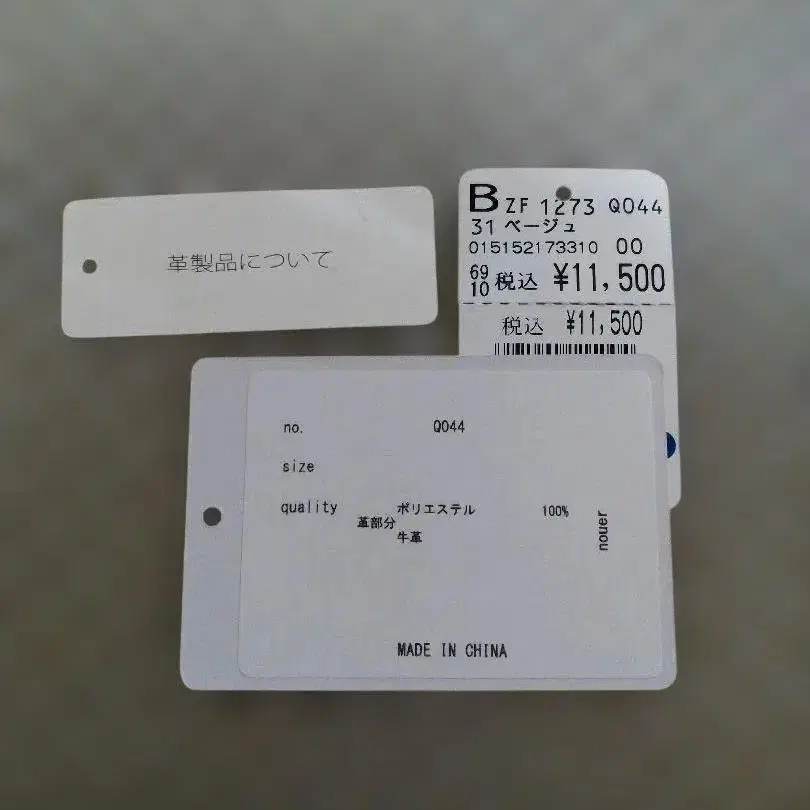 革製品について
B ZF 1273 Q044
31 ベージュ
015152173310 00
69
10 税込 ¥11,500
税込 ¥11,500
no. Q044
size
quality ポリエステル 100%
革部分
牛革
nouer
MADE IN CHINA